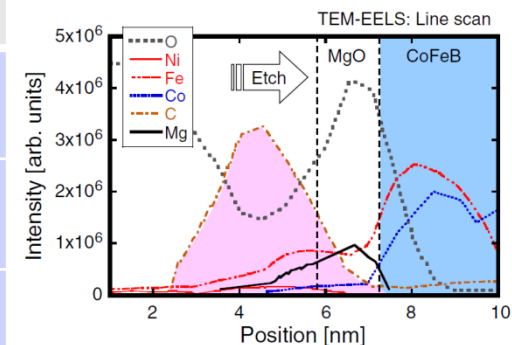 TEM-EELS: Line scan
5x10⁶
4x10⁶
3x10⁶
2x10⁶
1x10⁶
0
Intensity [arb. units]
O
Ni
Fe
Co
C
Mg
Etch
MgO
CoFeB
2
4
6
8
10
Position [nm]